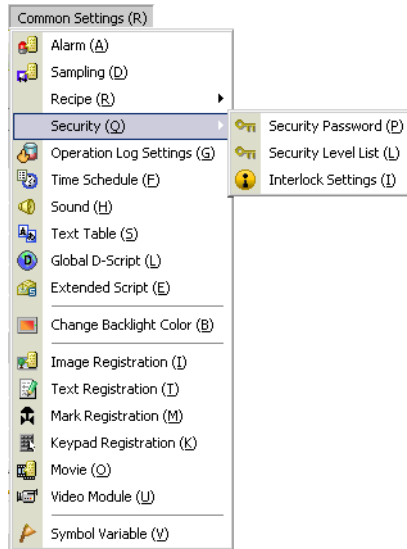 Common Settings (R)
Alarm (A)
Sampling (D)
Recipe (R)
Security (Q)
Security Password (P)
Security Level List (L)
Interlock Settings (I)
Operation Log Settings (G)
Time Schedule (F)
Sound (H)
Text Table (S)
Global D-Script (L)
Extended Script (E)
Change Backlight Color (B)
Image Registration (I)
Text Registration (T)
Mark Registration (M)
Keypad Registration (K)
Movie (O)
Video Module (U)
Symbol Variable (V)